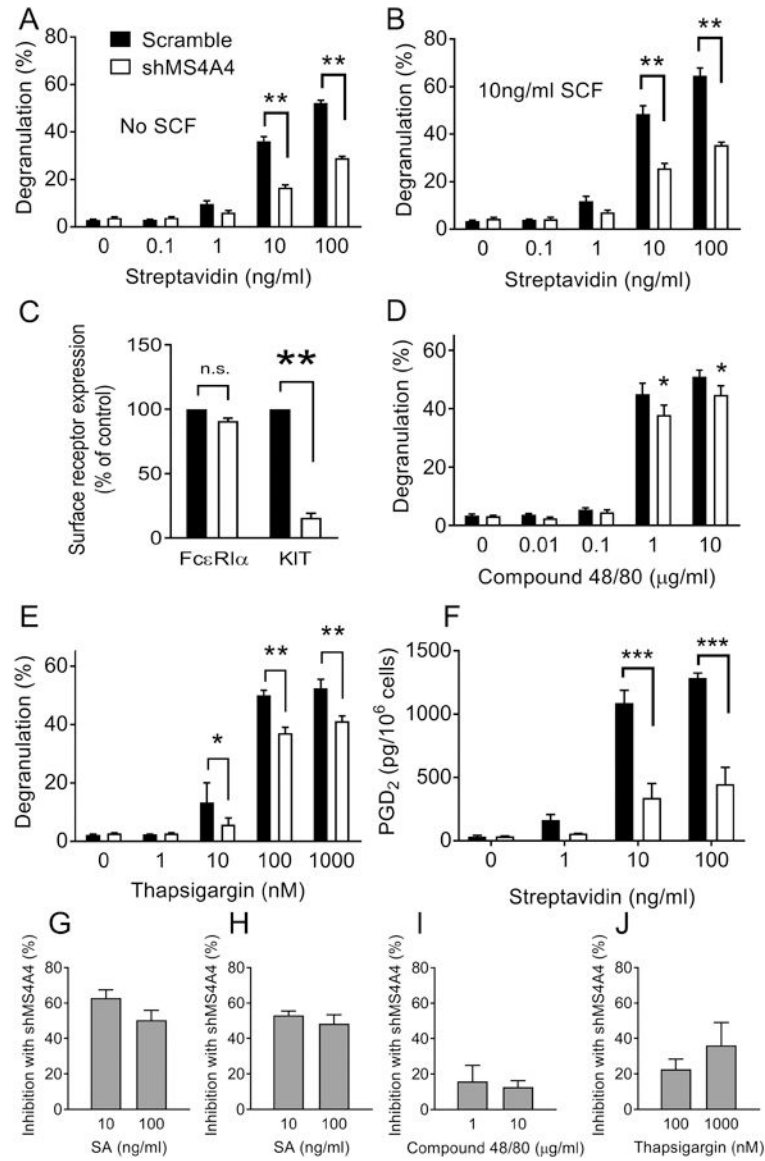 A
Degranulation (%)
60
40
20
0
Scramble
shMS4A4
No SCF
**
**
0 0.1 1 10 100
Streptavidin (ng/ml)
B
Degranulation (%)
80
60
40
20
0
10ng/ml SCF
**
**
0 0.1 1 10 100
Streptavidin (ng/ml)
C
Surface receptor expression
(% of control)
150
100
50
0
n.s.
**
FcεRIα KIT
D
Degranulation (%)
60
40
20
0
*
*
0 0.01 0.1 1 10
Compound 48/80 (μg/ml)
E
Degranulation (%)
60
40
20
0
*
**
**
0 1 10 100 1000
Thapsigargin (nM)
F
PGD2 (pg/10⁶ cells)
1500
1000
500
0
***
***
0 1 10 100
Streptavidin (ng/ml)
G
Inhibition with shMS4A4 (%)
80
60
40
20
0
10 100
SA (ng/ml)
H
Inhibition with shMS4A4 (%)
80
60
40
20
0
10 100
SA (ng/ml)
I
Inhibition with shMS4A4 (%)
80
60
40
20
0
1 10
Compound 48/80 (μg/ml)
J
Inhibition with shMS4A4 (%)
80
60
40
20
0
100 1000
Thapsigargin (nM)